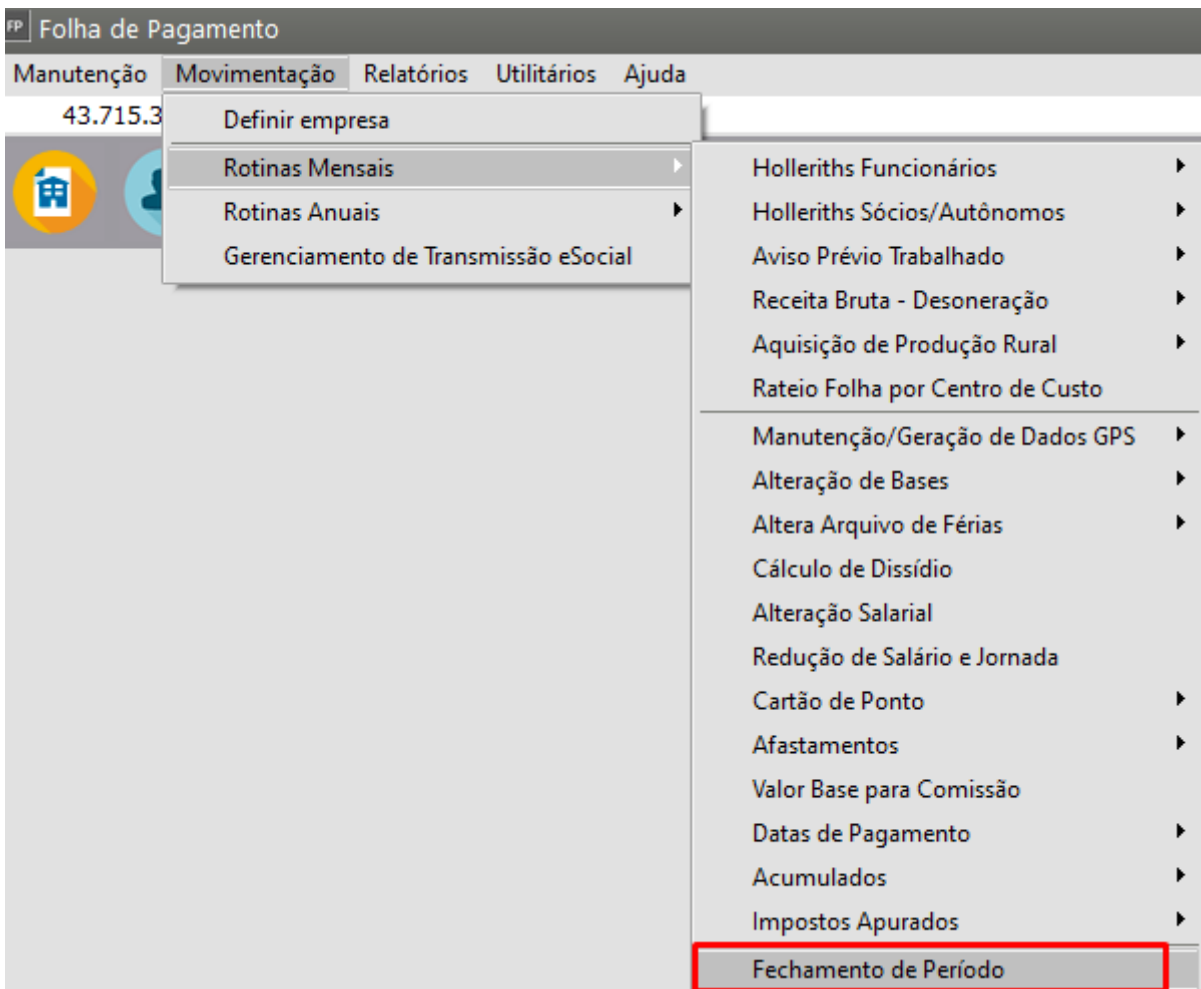 FP Folha de Pagamento
Manutenção Movimentação Relatórios Utilitários Ajuda
43.715.3
Definir empresa
Rotinas Mensais
Rotinas Anuais
Gerenciamento de Transmissão eSocial
Holleriths Funcionários
Holleriths Sócios/Autônomos
Aviso Prévio Trabalhado
Receita Bruta - Desoneração
Aquisição de Produção Rural
Rateio Folha por Centro de Custo
Manutenção/Geração de Dados GPS
Alteração de Bases
Altera Arquivo de Férias
Cálculo de Dissídio
Alteração Salarial
Redução de Salário e Jornada
Cartão de Ponto
Afastamentos
Valor Base para Comissão
Datas de Pagamento
Acumulados
Impostos Apurados
Fechamento de Período